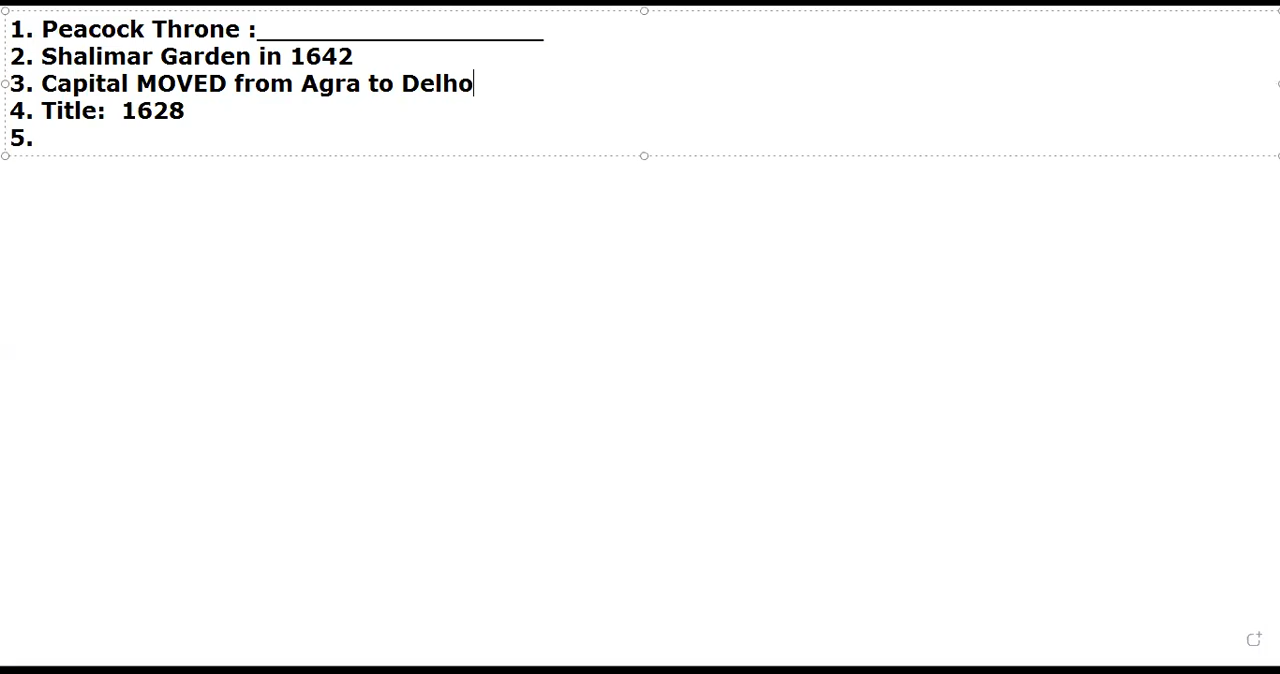 1. Peacock Throne :___________________
2. Shalimar Garden in 1642
3. Capital MOVED from Agra to Delho
4. Title:  1628
5.